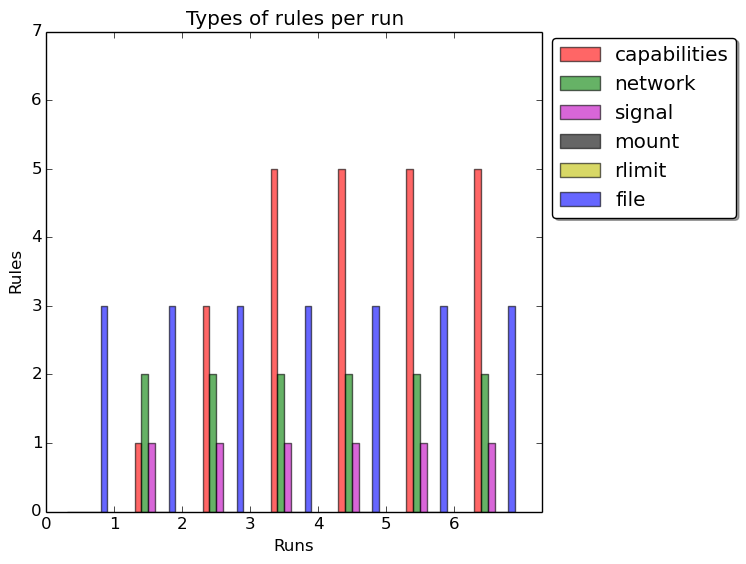 Types of rules per run
7
6
5
4
3
2
1
0
Rules
0 1 2 3 4 5 6
Runs
capabilities
network
signal
mount
rlimit
file